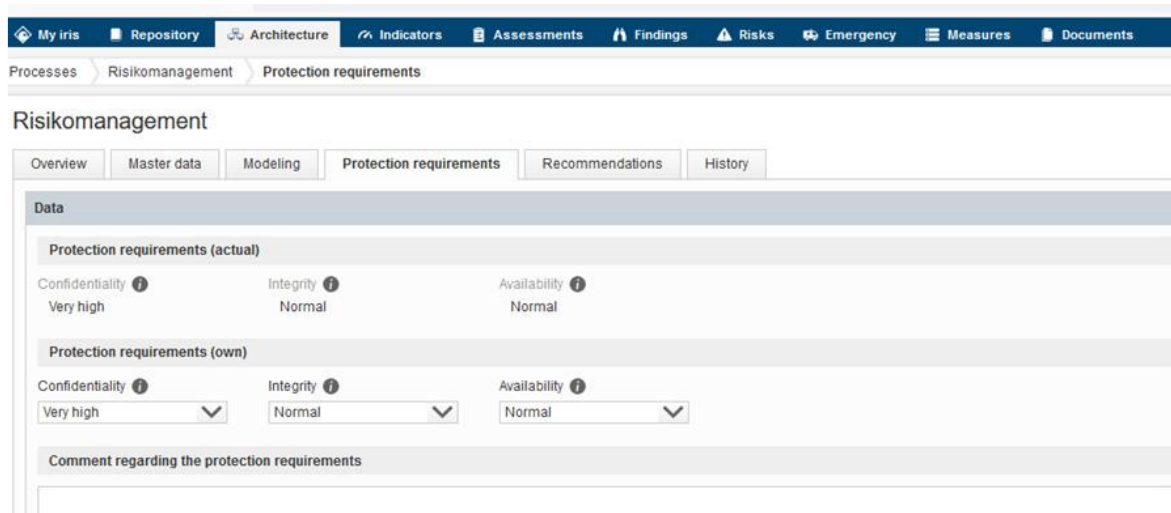 My iris Repository Architecture Indicators Assessments Findings Risks Emergency Measures Documents
Processes Risikomanagement Protection requirements
Risikomanagement
Overview Master data Modeling Protection requirements Recommendations History
Data
Protection requirements (actual)
Confidentiality Integrity Availability
Very high Normal Normal
Protection requirements (own)
Confidentiality Integrity Availability
Very high Normal Normal
Comment regarding the protection requirements